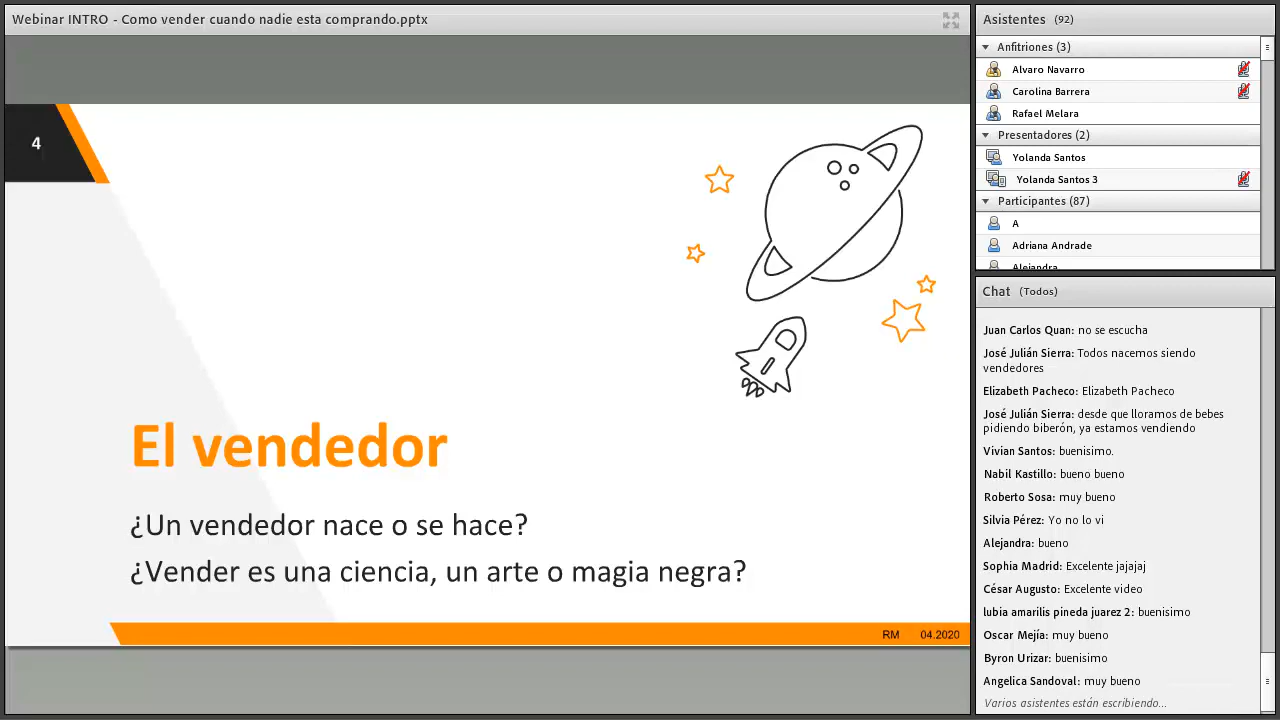 Webinar INTRO - Como vender cuando nadie esta comprando.pptx
4
El vendedor
¿Un vendedor nace o se hace?
¿Vender es una ciencia, un arte o magia negra?
RM 04.2020
Asistentes (92)
Anfitriones (3)
Alvaro Navarro
Carolina Barrera
Rafael Melara
Presentadores (2)
Yolanda Santos
Yolanda Santos 3
Participantes (87)
A
Adriana Andrade
Alejandra
Chat (Todos)
Juan Carlos Quan: no se escucha
José Julián Sierra: Todos nacemos siendo
vendedores
Elizabeth Pacheco: Elizabeth Pacheco
José Julián Sierra: desde que lloramos de bebes
pidiendo biberón, ya estamos vendiendo
Vivian Santos: buenisimo.
Nabil Kastillo: bueno bueno
Roberto Sosa: muy bueno
Silvia Pérez: Yo no lo vi
Alejandra: bueno
Sophia Madrid: Excelente jajajaj
César Augusto: Excelente video
lubia amarilis pineda juarez 2: buenisimo
Oscar Mejía: muy bueno
Byron Urizar: buenisimo
Angelica Sandoval: muy bueno
Varios asistentes están escribiendo...